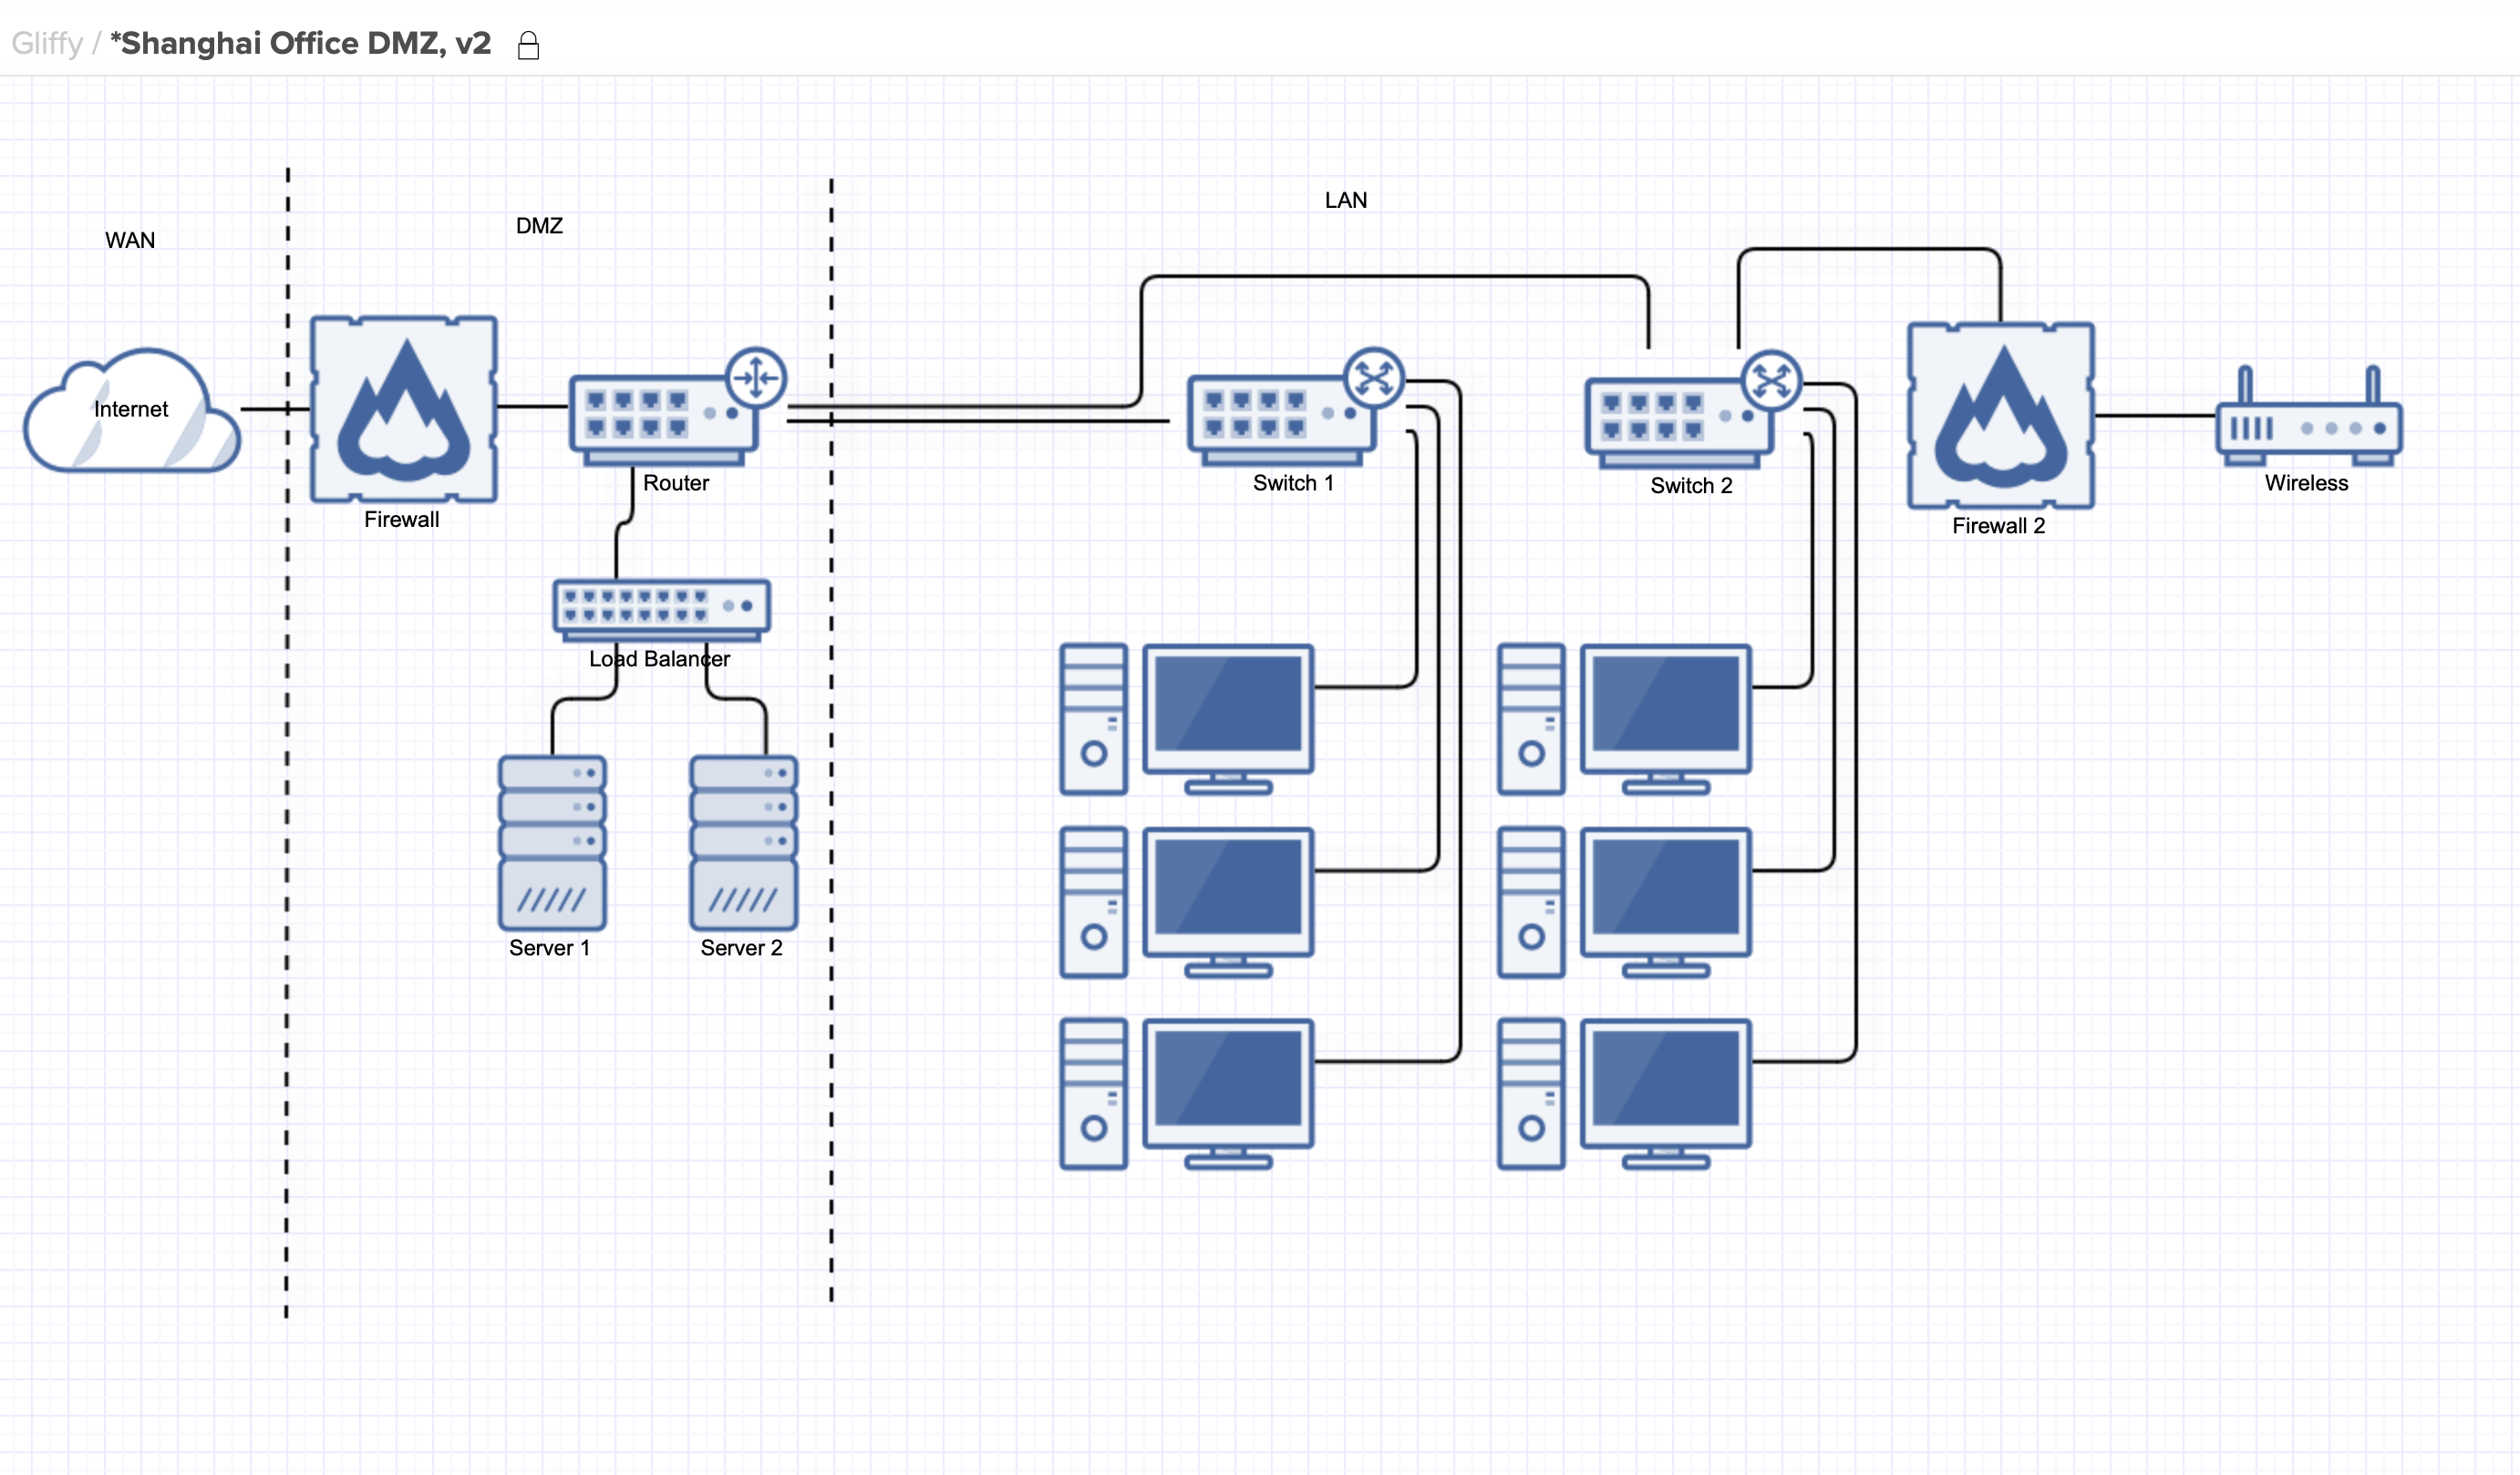 Gliffy / *Shanghai Office DMZ, v2
LAN
DMZ
WAN
Internet
Router
Switch 1
Switch 2
Wireless
Firewall
Firewall 2
Load Balancer
Server 1
Server 2